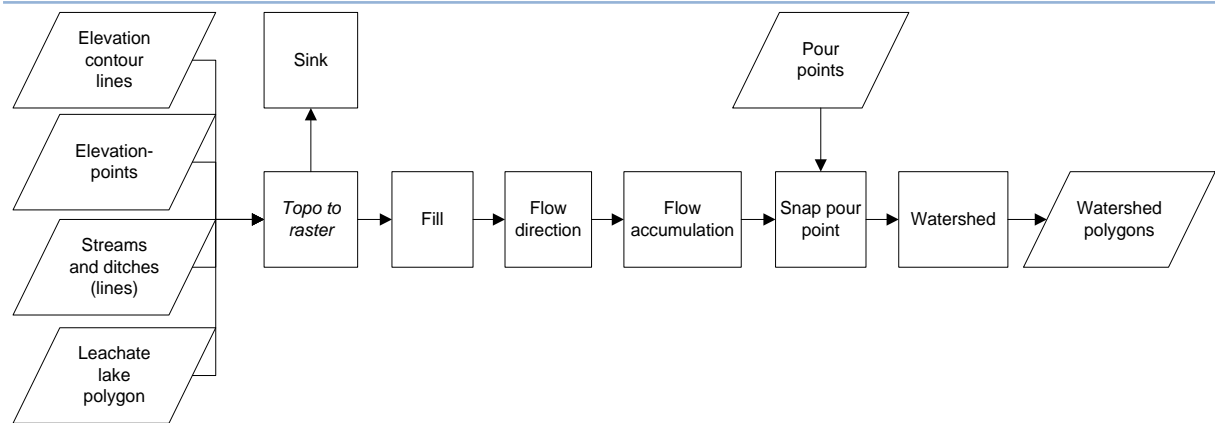 Elevation
contour
lines
Sink
Pour
points
Elevation-
points
Topo to
raster
Fill
Flow
direction
Flow
accumulation
Snap pour
point
Watershed
Watershed
polygons
Streams
and ditches
(lines)
Leachate
lake
polygon